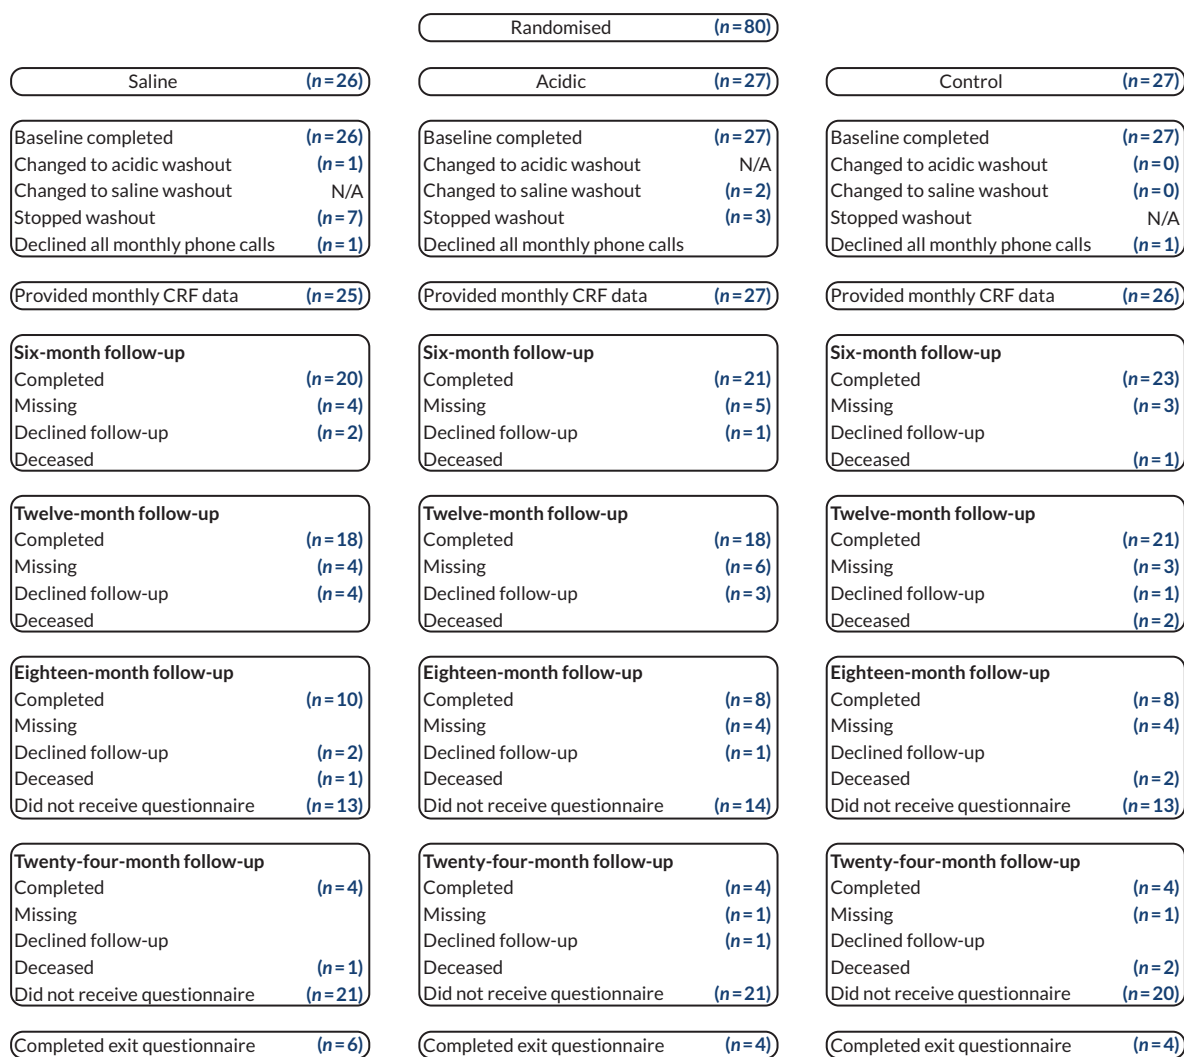 Randomised (n=80)
Saline (n=26)
Acidic (n=27)
Control (n=27)
Baseline completed (n=26)
Changed to acidic washout (n=1)
Changed to saline washout N/A
Stopped washout (n=7)
Declined all monthly phone calls (n=1)
Baseline completed (n=27)
Changed to acidic washout N/A
Changed to saline washout (n=2)
Stopped washout (n=3)
Declined all monthly phone calls
Baseline completed (n=27)
Changed to acidic washout (n=0)
Changed to saline washout (n=0)
Stopped washout N/A
Declined all monthly phone calls (n=1)
Provided monthly CRF data (n=25)
Provided monthly CRF data (n=27)
Provided monthly CRF data (n=26)
Six-month follow-up
Completed (n=20)
Missing (n=4)
Declined follow-up (n=2)
Deceased
Six-month follow-up
Completed (n=21)
Missing (n=5)
Declined follow-up (n=1)
Deceased
Six-month follow-up
Completed (n=23)
Missing (n=3)
Declined follow-up
Deceased (n=1)
Twelve-month follow-up
Completed (n=18)
Missing (n=4)
Declined follow-up (n=4)
Deceased
Twelve-month follow-up
Completed (n=18)
Missing (n=6)
Declined follow-up (n=3)
Deceased
Twelve-month follow-up
Completed (n=21)
Missing (n=3)
Declined follow-up (n=1)
Deceased (n=2)
Eighteen-month follow-up
Completed (n=10)
Missing
Declined follow-up (n=2)
Deceased (n=1)
Did not receive questionnaire (n=13)
Eighteen-month follow-up
Completed (n=8)
Missing (n=4)
Declined follow-up (n=1)
Deceased
Did not receive questionnaire (n=14)
Eighteen-month follow-up
Completed (n=8)
Missing (n=4)
Declined follow-up
Deceased (n=2)
Did not receive questionnaire (n=13)
Twenty-four-month follow-up
Completed (n=4)
Missing
Declined follow-up
Deceased (n=1)
Did not receive questionnaire (n=21)
Twenty-four-month follow-up
Completed (n=4)
Missing (n=1)
Declined follow-up (n=1)
Deceased
Did not receive questionnaire (n=21)
Twenty-four-month follow-up
Completed (n=4)
Missing (n=1)
Declined follow-up
Deceased (n=2)
Did not receive questionnaire (n=20)
Completed exit questionnaire (n=6)
Completed exit questionnaire (n=4)
Completed exit questionnaire (n=4)